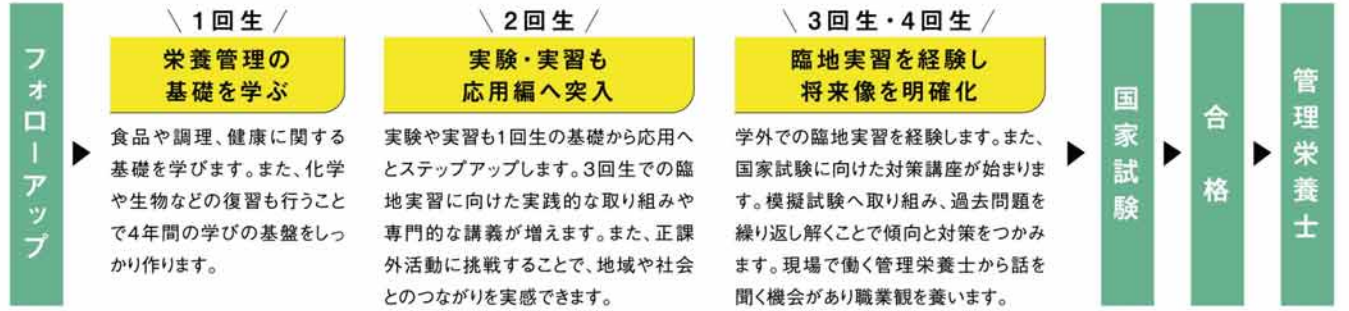 フォローアップ
1回生
栄養管理の
基礎を学ぶ
食品や調理、健康に関する
基礎を学びます。また、化学
や生物などの復習も行うこと
で4年間の学びの基盤をしっ
かり作ります。
2回生
実験・実習も
応用編へ突入
実験や実習も1回生の基礎から応用へ
とステップアップします。3回生での臨
地実習に向けた実践的な取り組みや
専門的な講義が増えます。また、正課
外活動に挑戦することで、地域や社会
とのつながりを実感できます。
3回生・4回生
臨地実習を経験し
将来像を明確化
学外での臨地実習を経験します。また、
国家試験に向けた対策講座が始まりま
す。模擬試験へ取り組み、過去問題を
繰り返し解くことで傾向と対策をつかみ
ます。現場で働く管理栄養士から話を
聞く機会があり職業観を養います。
国家試験
合格
管理栄養士